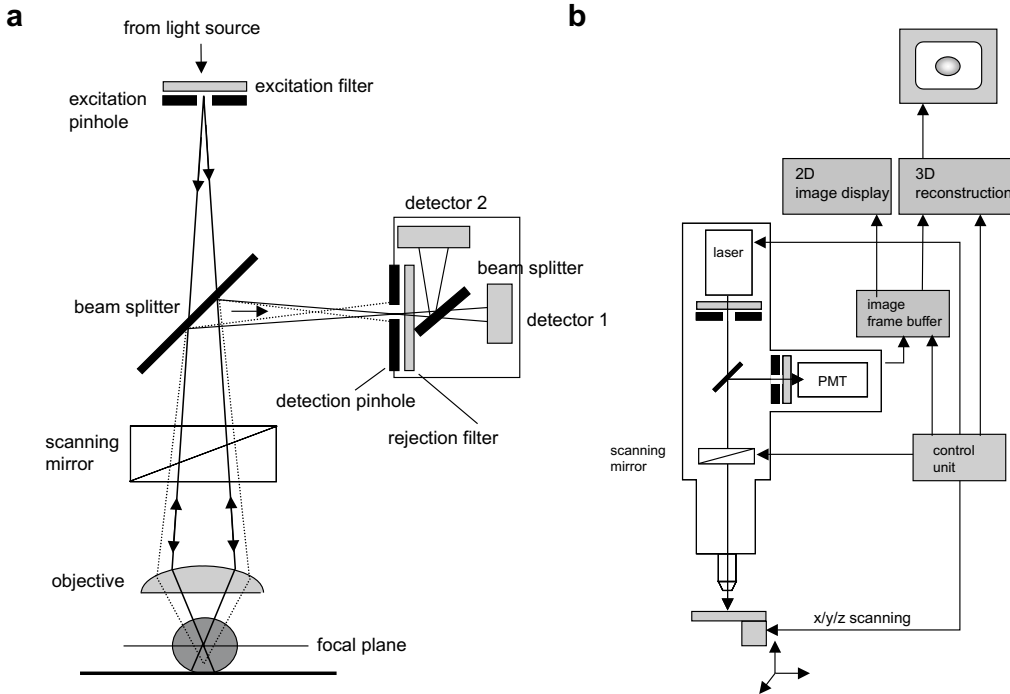 a
from light source
excitation filter
excitation
pinhole
detector 2
beam splitter
beam splitter
detector 1
detection pinhole
rejection filter
scanning
mirror
objective
focal plane
b
2D
image display
3D
reconstruction
laser
image
frame buffer
PMT
scanning
mirror
control
unit
x/y/z scanning